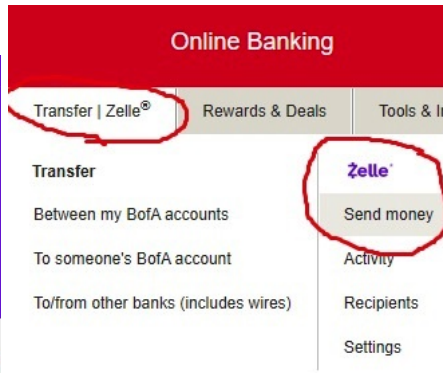 Online Banking
Transfer | Zelle® Rewards & Deals Tools & I
Transfer
Between my BofA accounts
To someone's BofA account
To/from other banks (includes wires)
Zelle®
Send money
Activity
Recipients
Settings